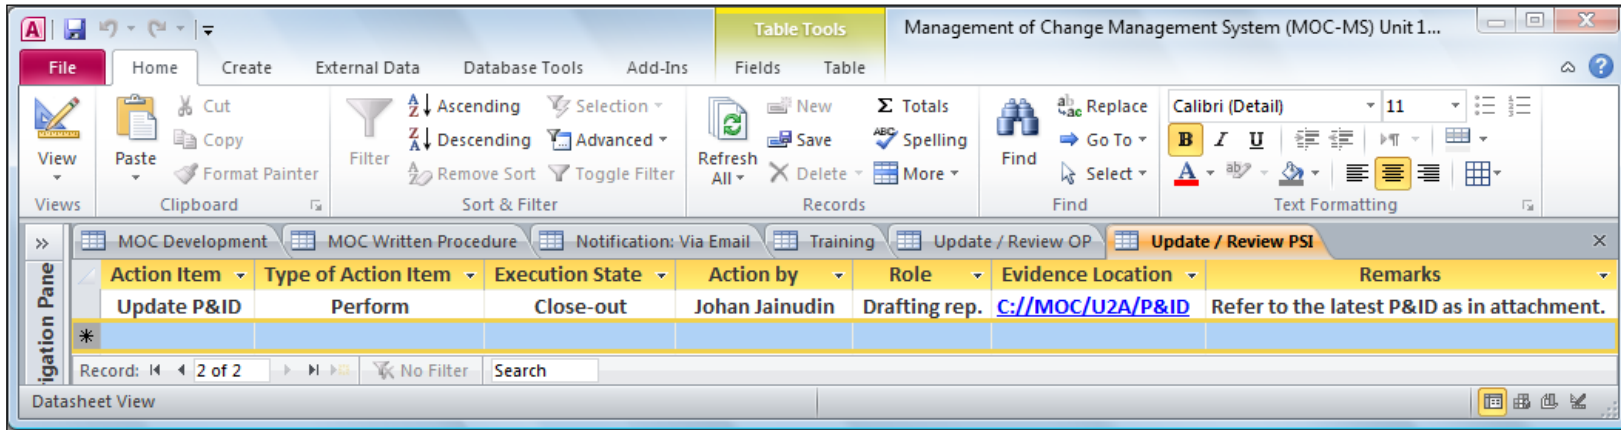 A Table Tools Management of Change Management System (MOC-MS) Unit 1...
File Home Create External Data Database Tools Add-Ins Fields Table
View
Views
Paste Cut
Copy
Format Painter
Clipboard
Filter Ascending Selection
Descending Advanced
Remove Sort Toggle Filter
Sort & Filter
Refresh All New Σ Totals
Save Spelling
Delete More
Records
Find Replace
Go To
Select
Find
Calibri (Detail) 11
B I U
A
Text Formatting
MOC Development MOC Written Procedure Notification: Via Email Training Update / Review OP Update / Review PSI
igation Pane
Action Item Type of Action Item Execution State Action by Role Evidence Location Remarks
Update P&ID Perform Close-out Johan Jainudin Drafting rep. C://MOC/U2A/P&ID Refer to the latest P&ID as in attachment.
Record: 2 of 2 No Filter Search
Datasheet View